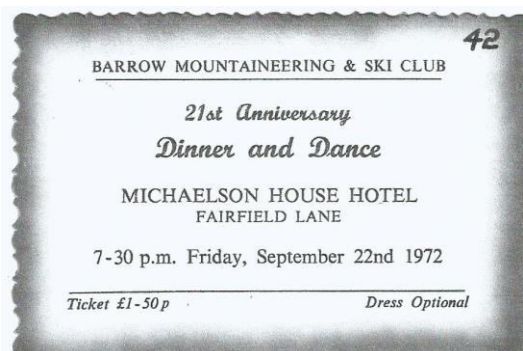 42
BARROW MOUNTAINEERING & SKI CLUB
21st Anniversary
Dinner and Dance
MICHAELSON HOUSE HOTEL
FAIRFIELD LANE
7-30 p.m. Friday, September 22nd 1972
Ticket £1-50p Dress Optional